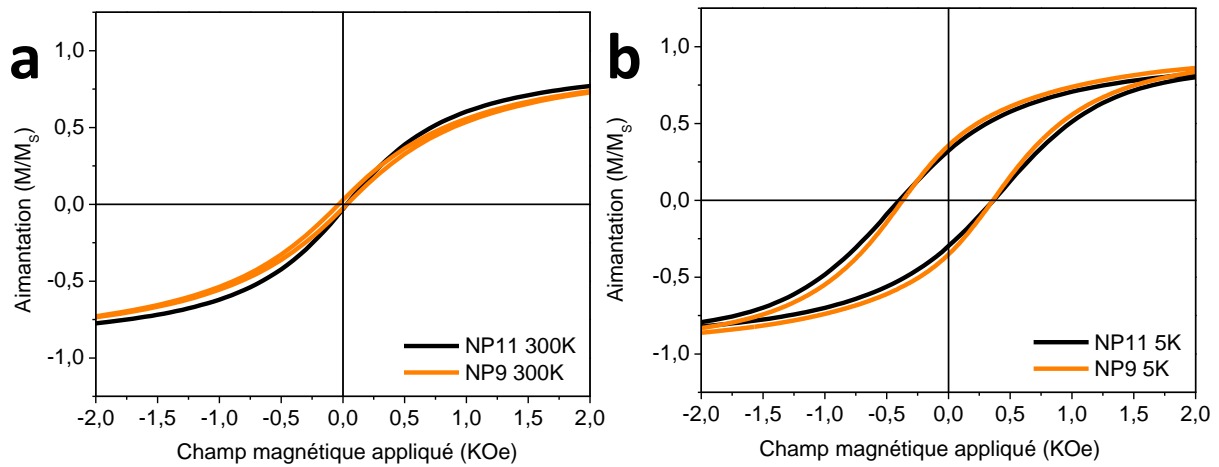 a
Aimantation (M/M_S)
1,0
0,5
0,0
-0,5
-1,0
-2,0 -1,5 -1,0 -0,5 0,0 0,5 1,0 1,5 2,0
Champ magnétique appliqué (KOe)
NP11 300K
NP9 300K
b
Aimantation (M/M_S)
1,0
0,5
0,0
-0,5
-1,0
-2,0 -1,5 -1,0 -0,5 0,0 0,5 1,0 1,5 2,0
Champ magnétique appliqué (KOe)
NP11 5K
NP9 5K